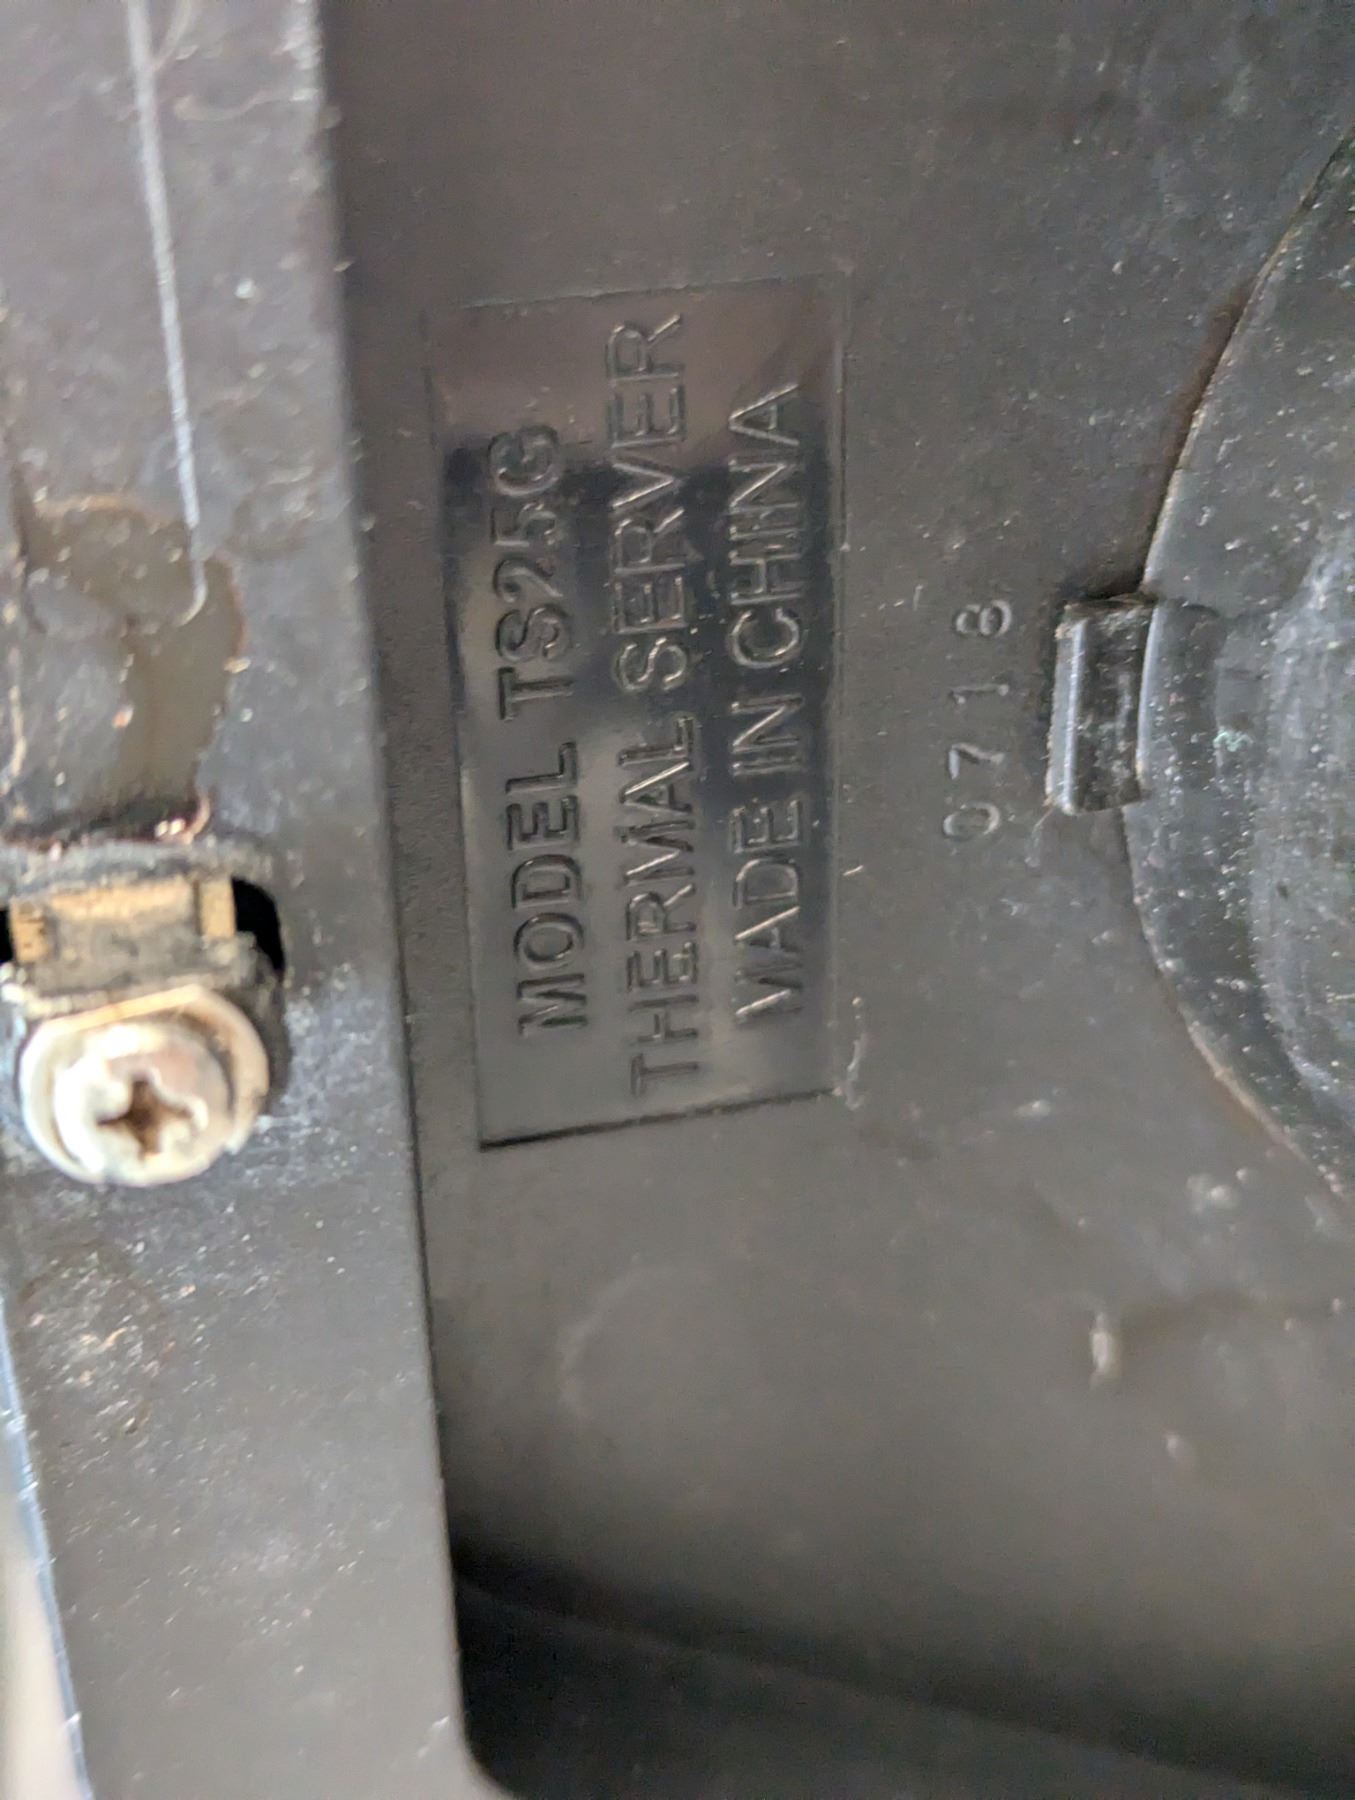 MODEL TS25G
THERMAL SERVER
MADE IN CHINA
0718